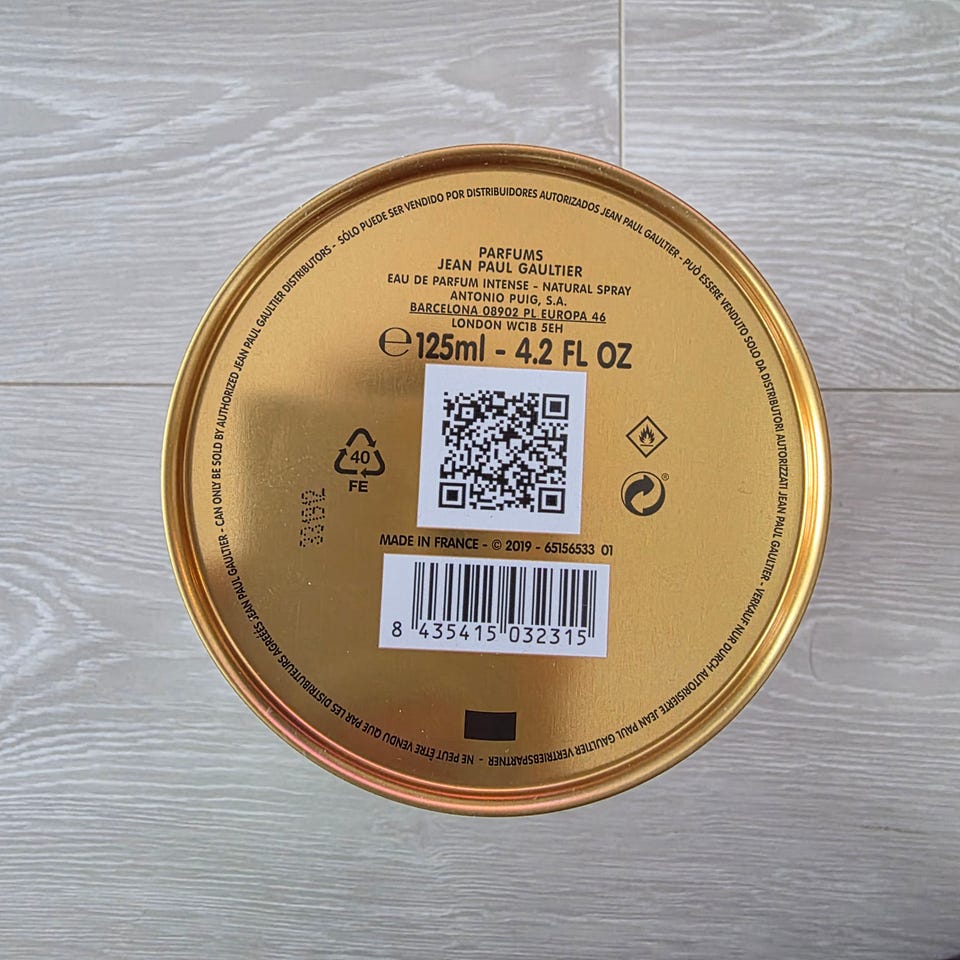 CAN ONLY BE SOLD BY AUTHORIZED JEAN PAUL GAULTIER DISTRIBUTORS - SÓLO PUEDE SER VENDIDO POR DISTRIBUIDORES AUTORIZADOS JEAN PAUL GAULTIER - PUÒ ESSERE VENDUTO SOLO DA DISTRIBUTORI AUTORIZZATI JEAN PAUL GAULTIER - VERKAUF NUR DURCH AUTORISIERTE JEAN PAUL GAULTIER VERTRIEBSPARTNER - NE PEUT ÊTRE VENDU QUE PAR LES DISTRIBUTEURS AGRÉÉS JEAN PAUL GAULTIER -
PARFUMS
JEAN PAUL GAULTIER
EAU DE PARFUM INTENSE - NATURAL SPRAY
ANTONIO PUIG, S.A.
BARCELONA 08902 PL EUROPA 46
LONDON WC1B 5EH
℮125ml - 4.2 FL OZ
40
FE
®
MADE IN FRANCE - © 2019 - 65156533 01
8 435415 032315